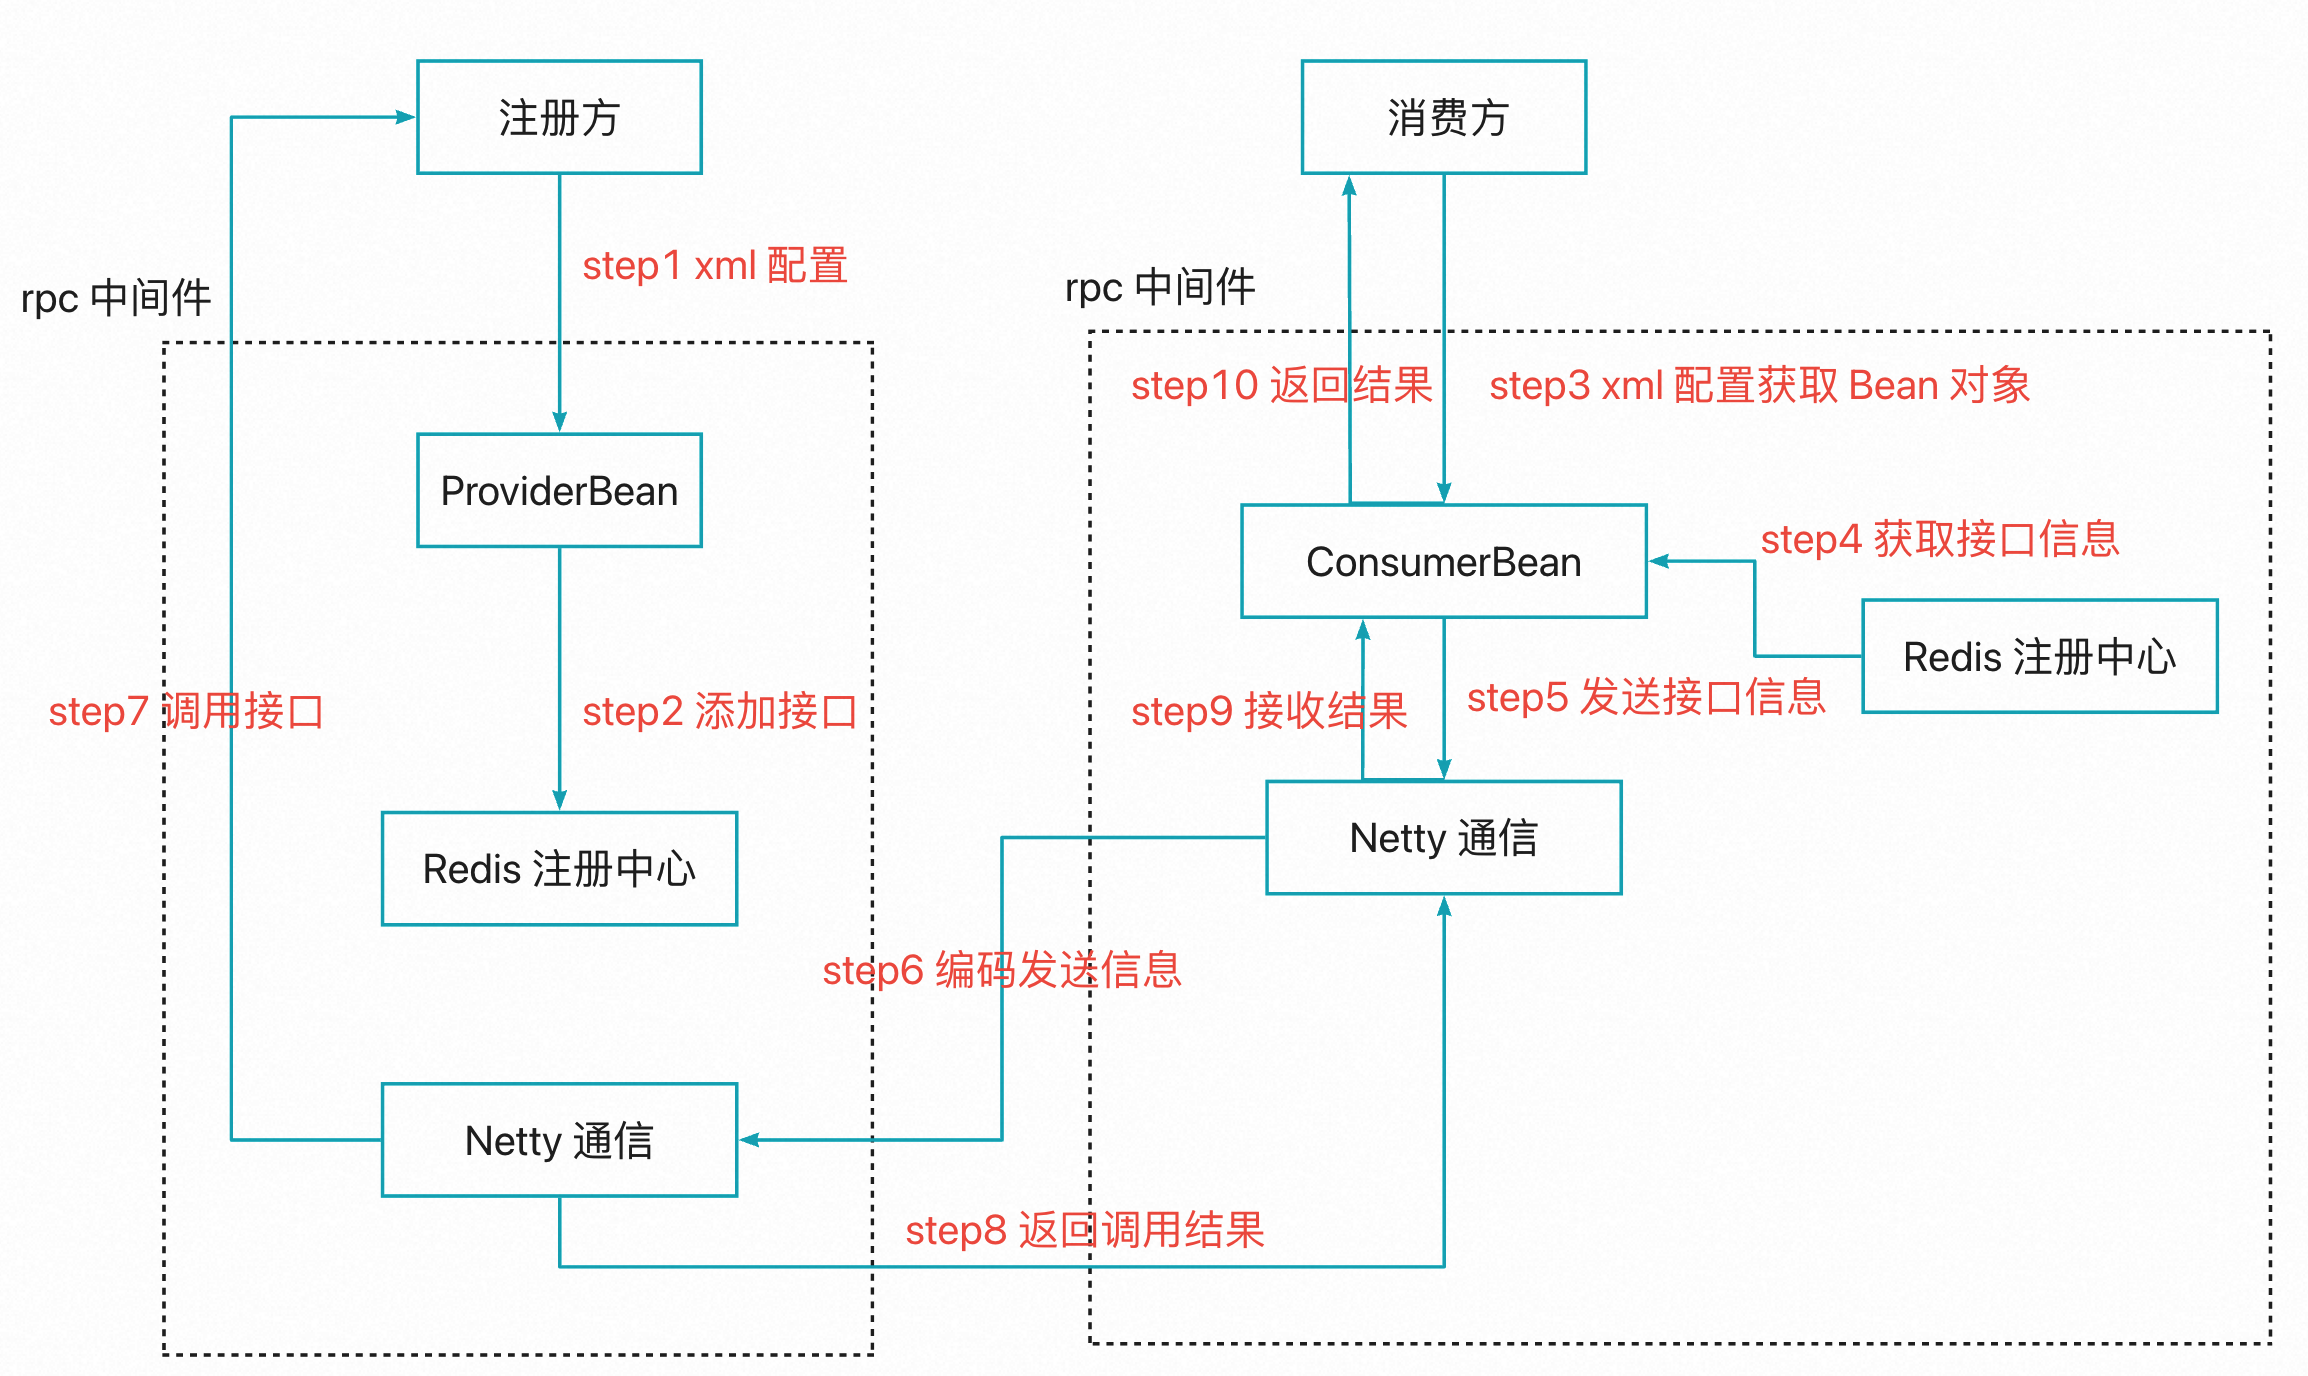 注册方
消费方
step1 xml 配置
rpc 中间件
rpc 中间件
step10 返回结果
step3 xml 配置获取 Bean 对象
ProviderBean
ConsumerBean
step4 获取接口信息
Redis 注册中心
step7 调用接口
step2 添加接口
step9 接收结果
step5 发送接口信息
Redis 注册中心
Netty 通信
step6 编码发送信息
Netty 通信
step8 返回调用结果